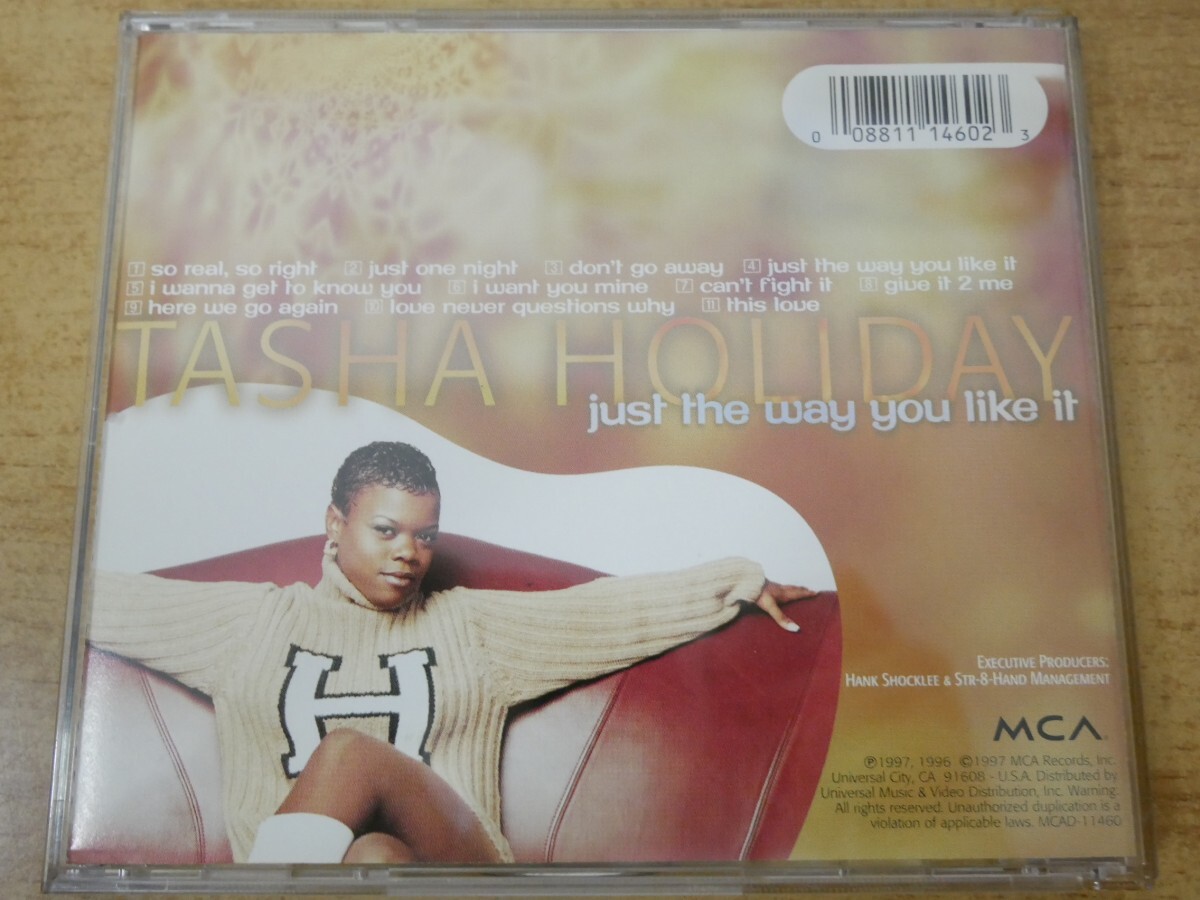 0 08811 14602 3
1 so real, so right 2 just one night 3 don't go away 4 just the way you like it
5 i wanna get to know you 6 i want you mine 7 can't fight it 8 give it 2 me
9 here we go again 10 love never questions why 11 this love
TASHA HOLIDAY
just the way you like it
H
EXECUTIVE PRODUCERS:
HANK SHOCKLEE & STR-8-HAND MANAGEMENT
MCA
℗1997, 1996 ©1997 MCA Records, Inc.
Universal City, CA 91608 - U.S.A. Distributed by
Universal Music & Video Distribution, Inc. Warning:
All rights reserved. Unauthorized duplication is a
violation of applicable laws. MCAD-11460